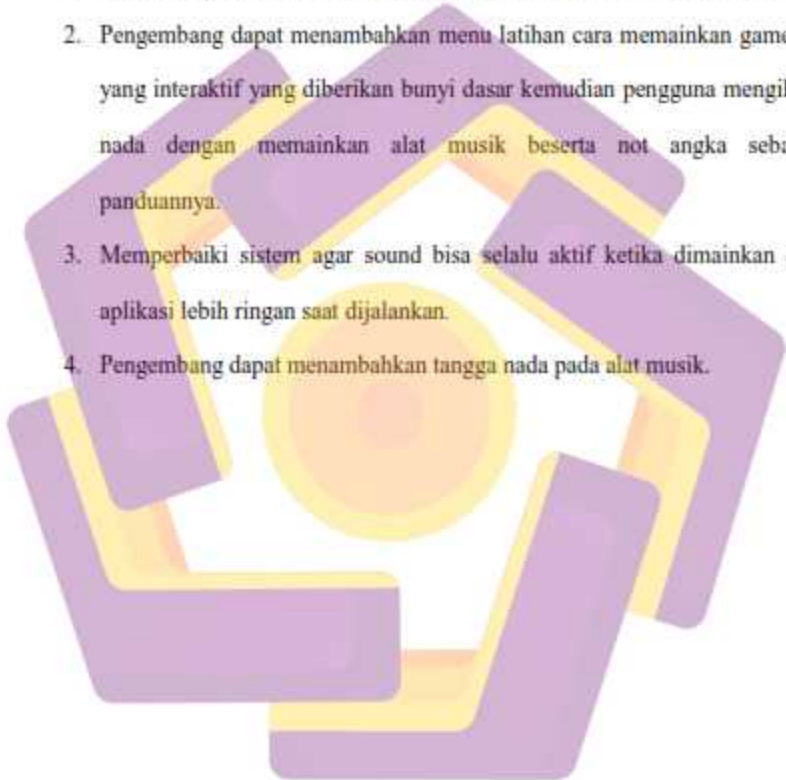 2. Pengembang dapat menambahkan menu latihan cara memainkan game
yang interaktif yang diberikan bunyi dasar kemudian pengguna
nada dengan memainkan alat musik beserta not angka
panduannya.
3. Memperbaiki sistem agar sound bisa selalu aktif ketika dimainkan
aplikasi lebih ringan saat dijalankan.
4. Pengembang dapat menambahkan tangga nada pada alat musik.